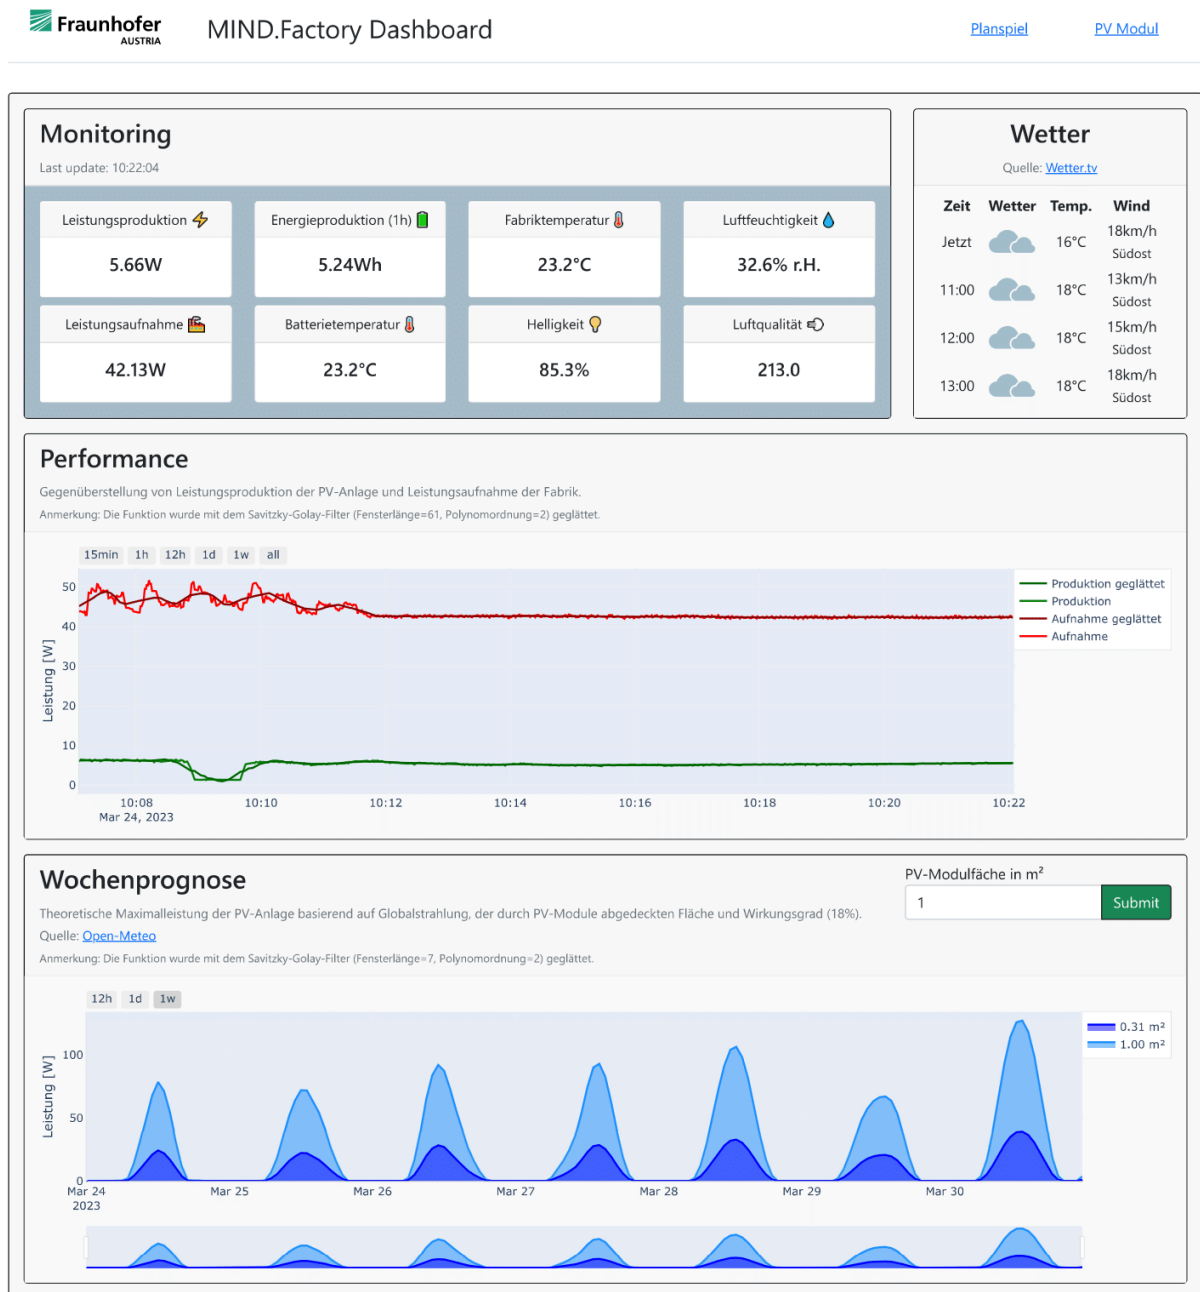 Fraunhofer
AUSTRIA
MIND.Factory Dashboard
Planspiel
PV Modul
Monitoring
Last update: 10:22:04
Leistungsproduktion
5.66W
Energieproduktion (1h)
5.24Wh
Fabriktemperatur
23.2°C
Luftfeuchtigkeit
32.6% r.H.
Leistungsaufnahme
42.13W
Batterietemperatur
23.2°C
Helligkeit
85.3%
Luftqualität
213.0
Wetter
Quelle: Wetter.tv
Zeit Wetter Temp. Wind
Jetzt 16°C 18km/h Südost
11:00 18°C 13km/h Südost
12:00 18°C 15km/h Südost
13:00 18°C 18km/h Südost
Performance
Gegenüberstellung von Leistungsproduktion der PV-Anlage und Leistungsaufnahme der Fabrik.
Anmerkung: Die Funktion wurde mit dem Savitzky-Golay-Filter (Fensterlänge=61, Polynomordnung=2) geglättet.
15min 1h 12h 1d 1w all
Leistung [W]
50
40
30
20
10
0
10:08 10:10 10:12 10:14 10:16 10:18 10:20 10:22
Mar 24, 2023
Produktion geglättet
Produktion
Aufnahme geglättet
Aufnahme
Wochenprognose
Theoretische Maximalleistung der PV-Anlage basierend auf Globalstrahlung, der durch PV-Module abgedeckten Fläche und Wirkungsgrad (18%).
Quelle: Open-Meteo
Anmerkung: Die Funktion wurde mit dem Savitzky-Golay-Filter (Fensterlänge=7, Polynomordnung=2) geglättet.
PV-Modulfäche in m²
1
Submit
12h 1d 1w
Leistung [W]
100
50
0
Mar 24 Mar 25 Mar 26 Mar 27 Mar 28 Mar 29 Mar 30
2023
0.31 m²
1.00 m²